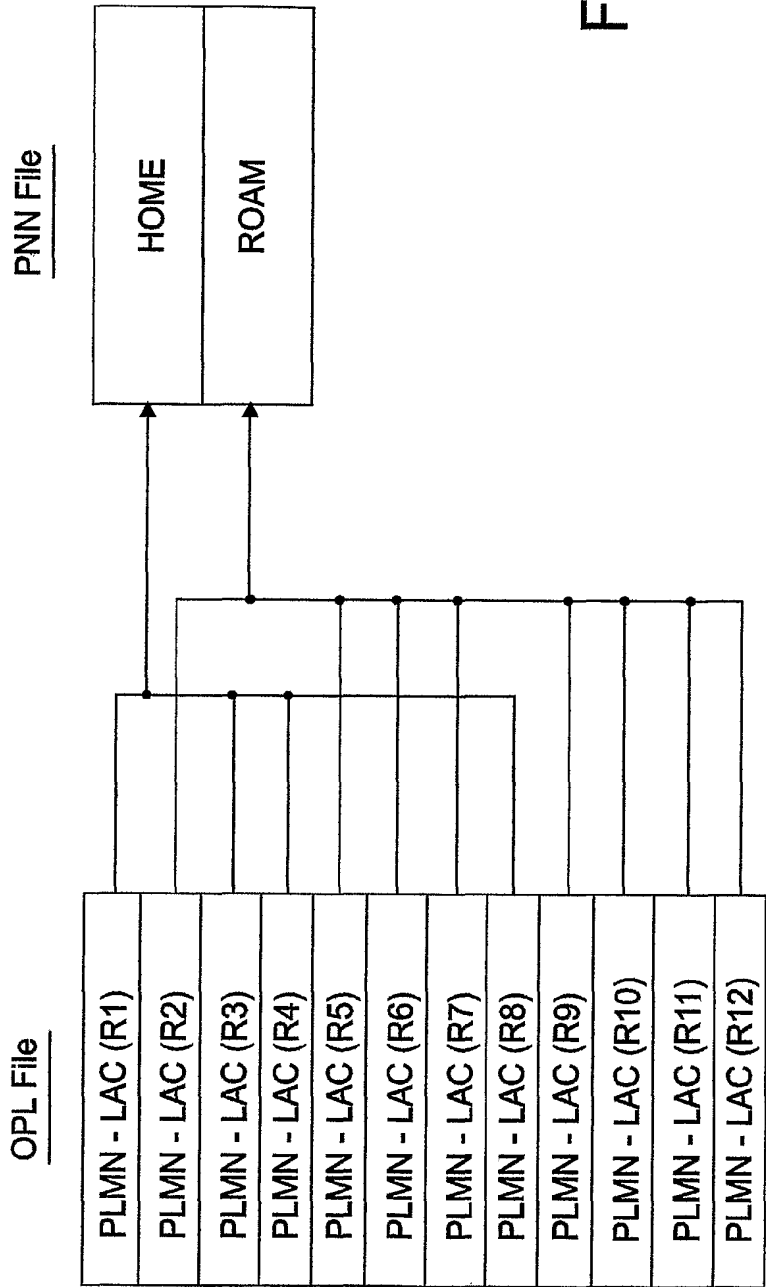 OPL File
PLMN - LAC (R1)
PLMN - LAC (R2)
PLMN - LAC (R3)
PLMN - LAC (R4)
PLMN - LAC (R5)
PLMN - LAC (R6)
PLMN - LAC (R7)
PLMN - LAC (R8)
PLMN - LAC (R9)
PLMN - LAC (R10)
PLMN - LAC (R11)
PLMN - LAC (R12)
PNN File
HOME
ROAM
F